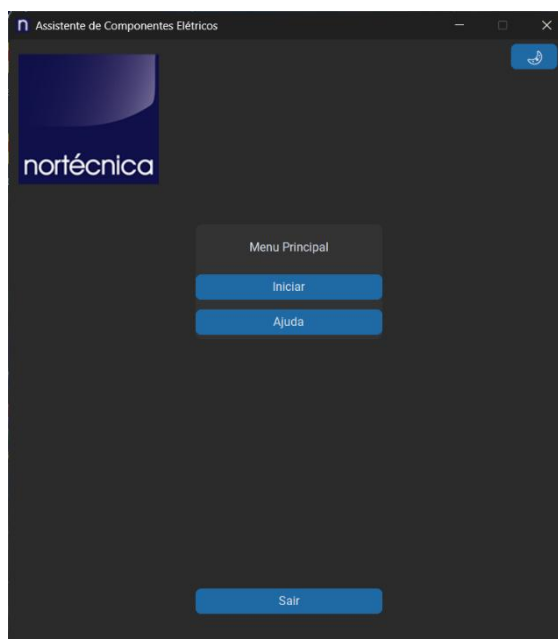 n Assistente de Componentes Elétricos
nortécnica
Menu Principal
Iniciar
Ajuda
Sair